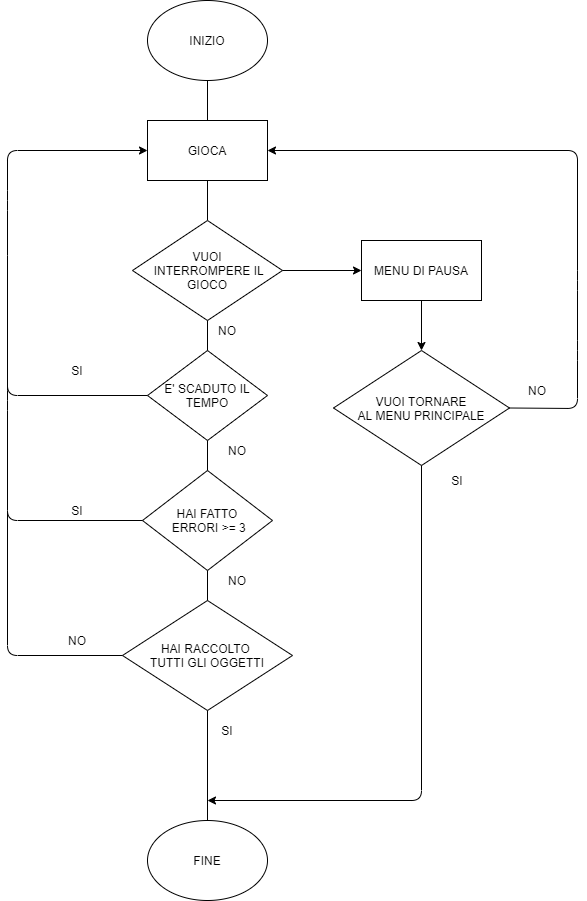 INIZIO
GIOCA
VUOI
INTERROMPERE IL
GIOCO
MENU DI PAUSA
NO
SI
E' SCADUTO IL
TEMPO
VUOI TORNARE
AL MENU PRINCIPALE
NO
NO
SI
SI
HAI FATTO
ERRORI >= 3
NO
NO
HAI RACCOLTO
TUTTI GLI OGGETTI
SI
FINE